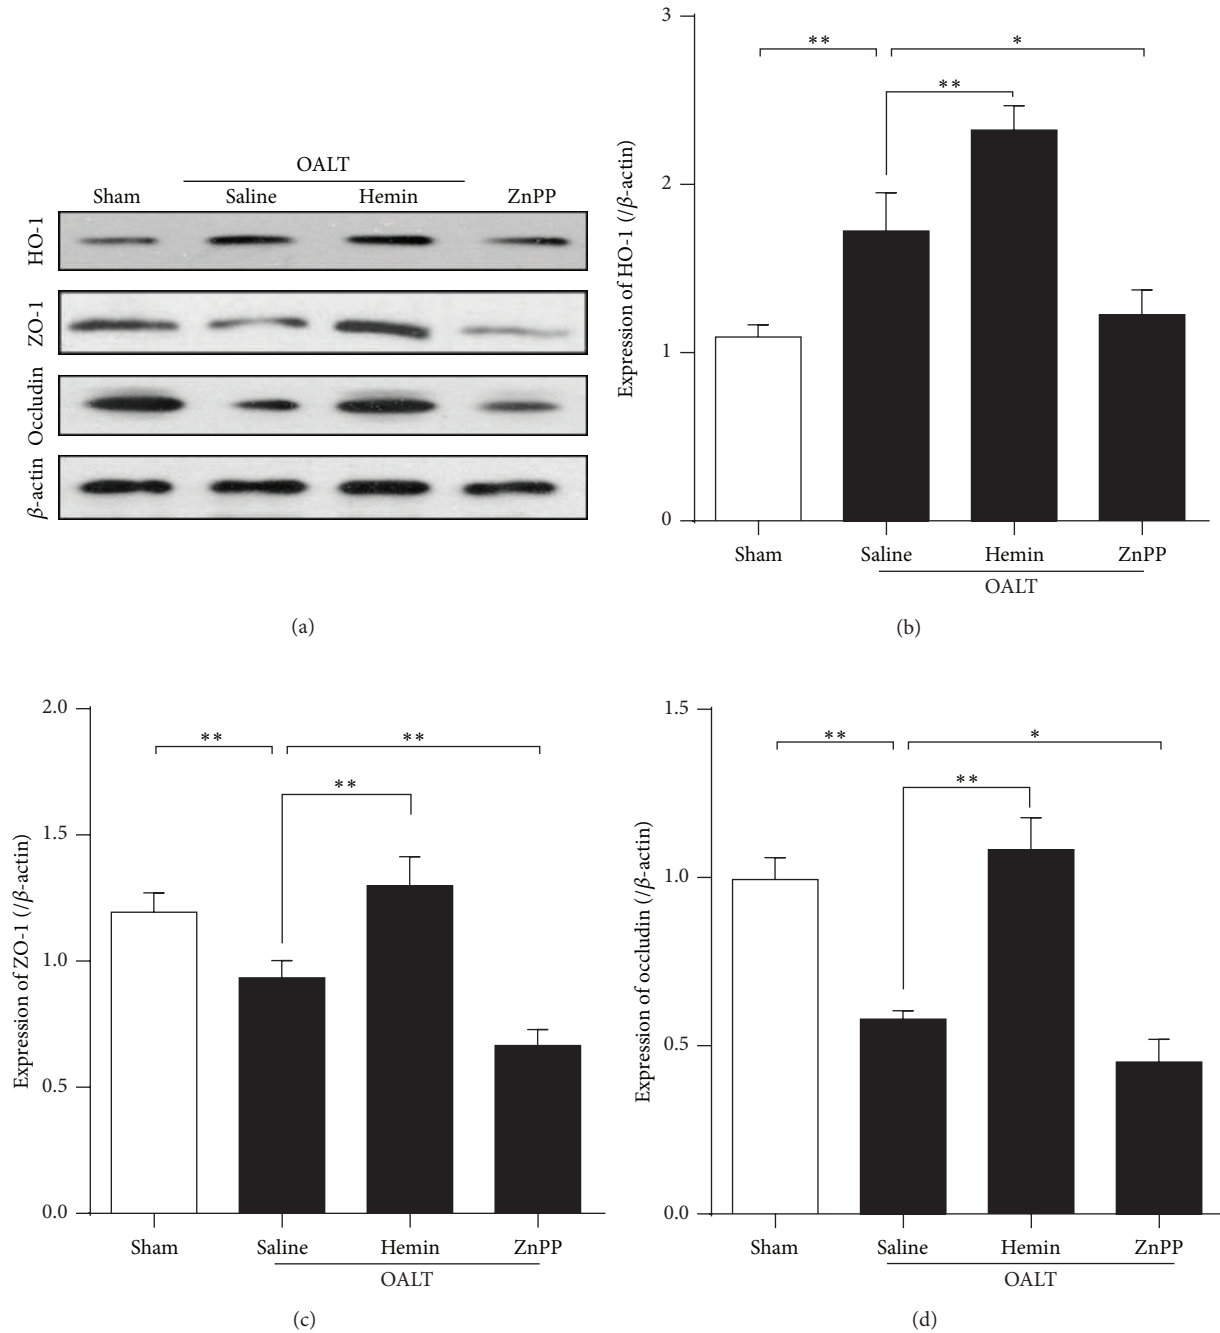 OALT
Sham Saline Hemin ZnPP
HO-1
ZO-1
Occludin
β-actin
(a)
Expression of HO-1 (/β-actin)
3
2
1
0
** *
**
Sham Saline Hemin ZnPP
OALT
(b)
Expression of ZO-1 (/β-actin)
2.0
1.5
1.0
0.5
0.0
** **
**
Sham Saline Hemin ZnPP
OALT
(c)
Expression of occludin (/β-actin)
1.5
1.0
0.5
0.0
** *
**
Sham Saline Hemin ZnPP
OALT
(d)